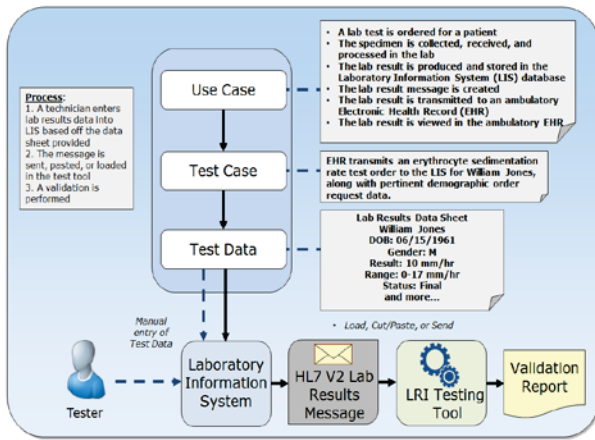 Process:
1. A technician enters
lab results data into
LIS based off the data
sheet provided
2. The message is
sent, pasted, or loaded
in the test tool
3. A validation is
performed
Use Case
Test Case
Test Data
• A lab test is ordered for a patient
• The specimen is collected, received, and
processed in the lab
• The lab result is produced and stored in the
Laboratory Information System (LIS) database
• The lab result message is created
• The lab result is transmitted to an ambulatory
Electronic Health Record (EHR)
• The lab result is viewed in the ambulatory EHR
EHR transmits an erythrocyte sedimentation
rate test order to the LIS for William Jones,
along with pertinent demographic order
request data.
Lab Results Data Sheet
William Jones
DOB: 06/15/1961
Gender: M
Result: 10 mm/hr
Range: 0-17 mm/hr
Status: Final
and more...
Manual
entry of
Test Data
• Load, Cut/Paste, or Send
Tester
Laboratory
Information
System
HL7 V2 Lab
Results
Message
LRI Testing
Tool
Validation
Report